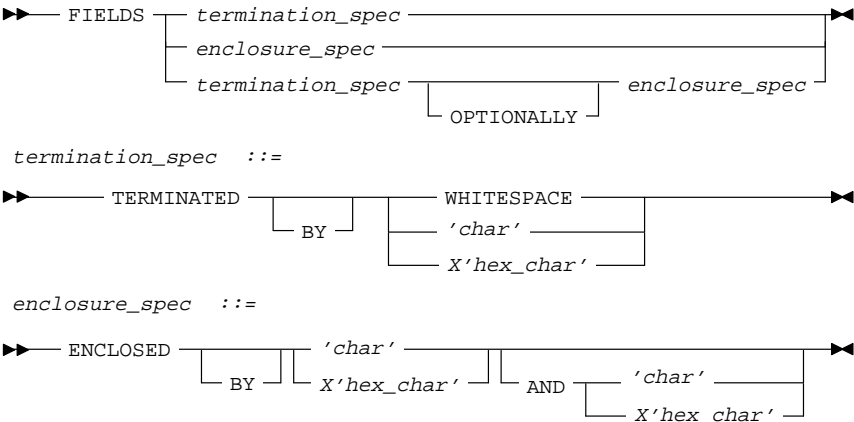 FIELDS termination_spec
enclosure_spec
termination_spec enclosure_spec
OPTIONALLY
termination_spec ::=
TERMINATED WHITESPACE
BY 'char'
X'hex_char'
enclosure_spec ::=
ENCLOSED 'char'
BY X'hex_char' AND 'char'
X'hex char'